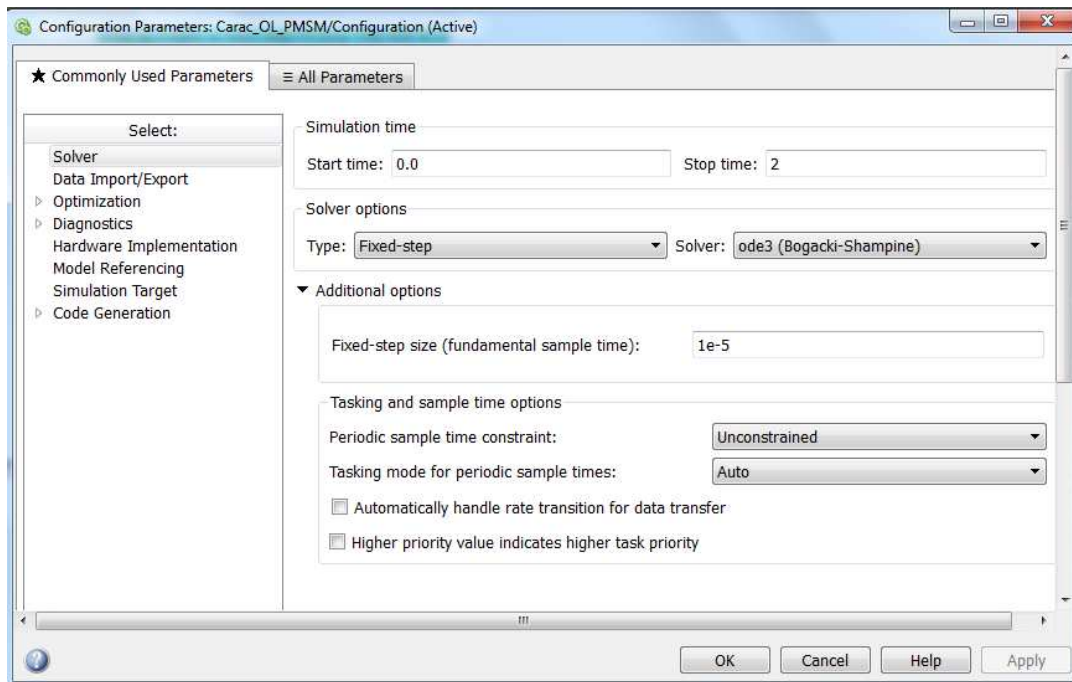 Configuration Parameters: Carac_OL_PMSM/Configuration (Active)
★ Commonly Used Parameters
≡ All Parameters
Select:
Solver
Data Import/Export
Optimization
Diagnostics
Hardware Implementation
Model Referencing
Simulation Target
Code Generation
Simulation time
Start time: 0.0 Stop time: 2
Solver options
Type: Fixed-step Solver: ode3 (Bogacki-Shampine)
Additional options
Fixed-step size (fundamental sample time): 1e-5
Tasking and sample time options
Periodic sample time constraint: Unconstrained
Tasking mode for periodic sample times: Auto
Automatically handle rate transition for data transfer
Higher priority value indicates higher task priority
OK Cancel Help Apply